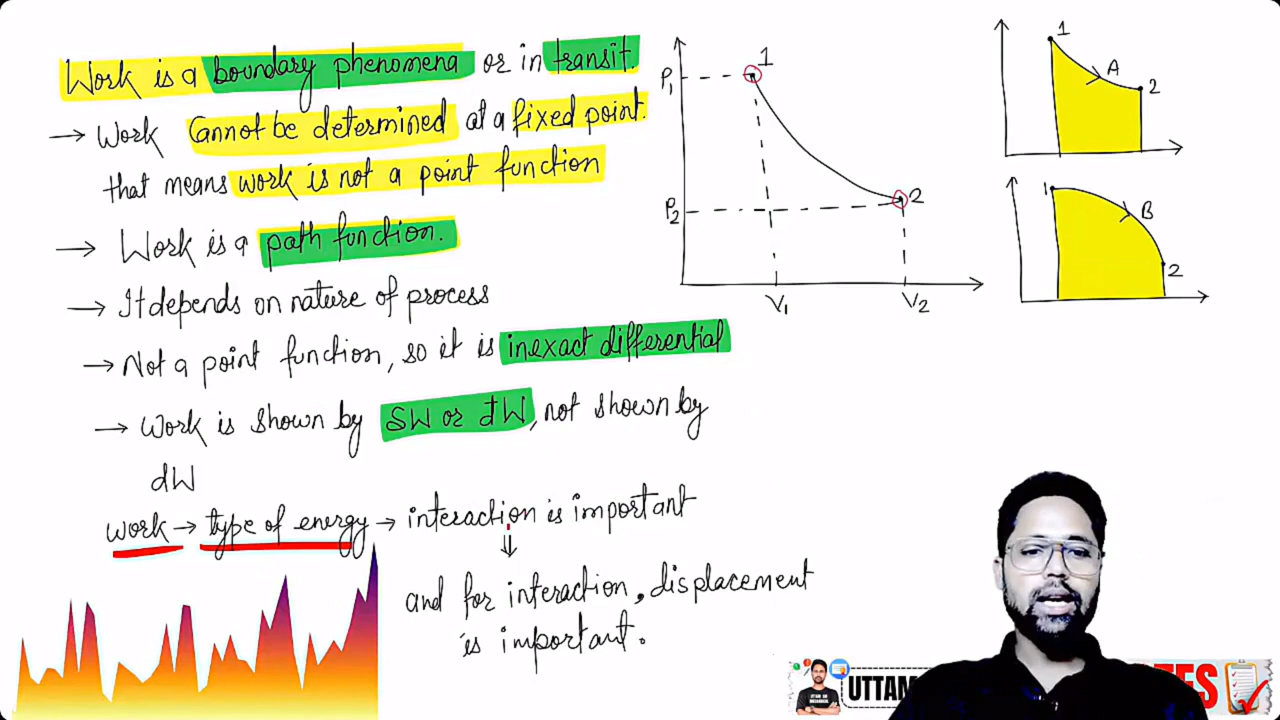 Work is a boundary phenomena or in transit.
→ Work Cannot be determined at a fixed point.
that means work is not a point function
→ Work is a path function.
→ It depends on nature of process
→ Not a point function, so it is inexact differential
→ Work is shown by δW or đW, not shown by
dW
work → type of energy → interaction is important
⇓
and for interaction, displacement
is important.
P1
1
P2
2
V1
V2
1
A
2
1
B
2
UTTAM